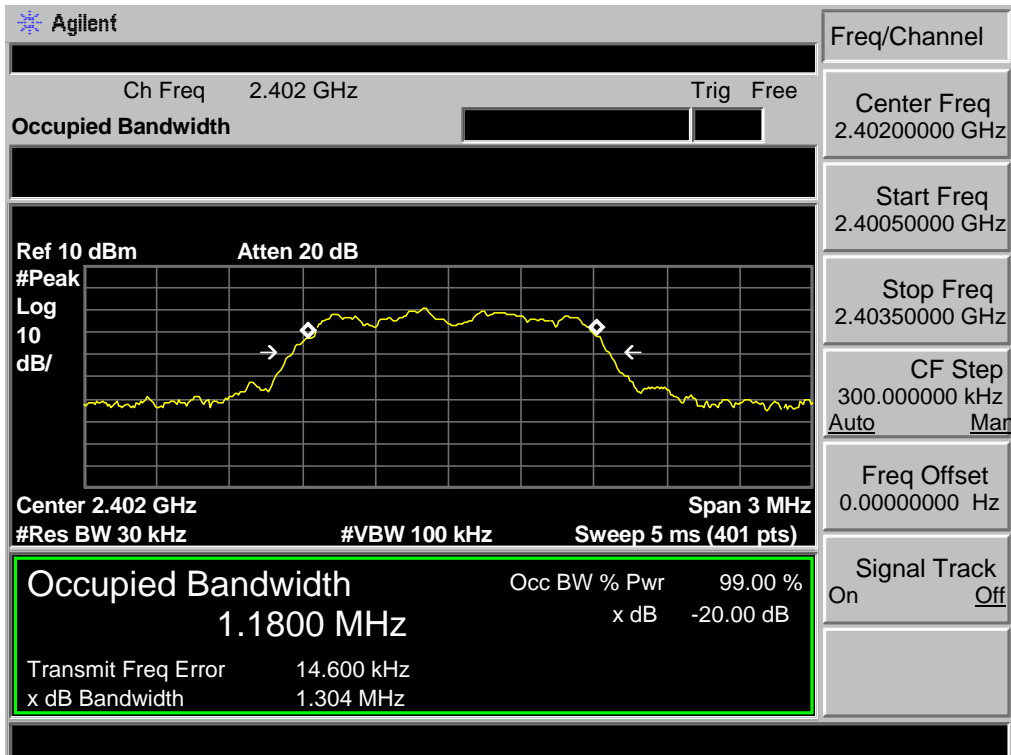 Agilent
Freq/Channel
Ch Freq 2.402 GHz Trig Free
Occupied Bandwidth
Center Freq
2.40200000 GHz
Start Freq
2.40050000 GHz
Stop Freq
2.40350000 GHz
CF Step
300.000000 kHz
Auto Man
Freq Offset
0.00000000 Hz
Signal Track
On Off
Ref 10 dBm Atten 20 dB
#Peak
Log
10
dB/
Center 2.402 GHz Span 3 MHz
#Res BW 30 kHz #VBW 100 kHz Sweep 5 ms (401 pts)
Occupied Bandwidth Occ BW % Pwr 99.00 %
1.1800 MHz x dB -20.00 dB
Transmit Freq Error 14.600 kHz
x dB Bandwidth 1.304 MHz